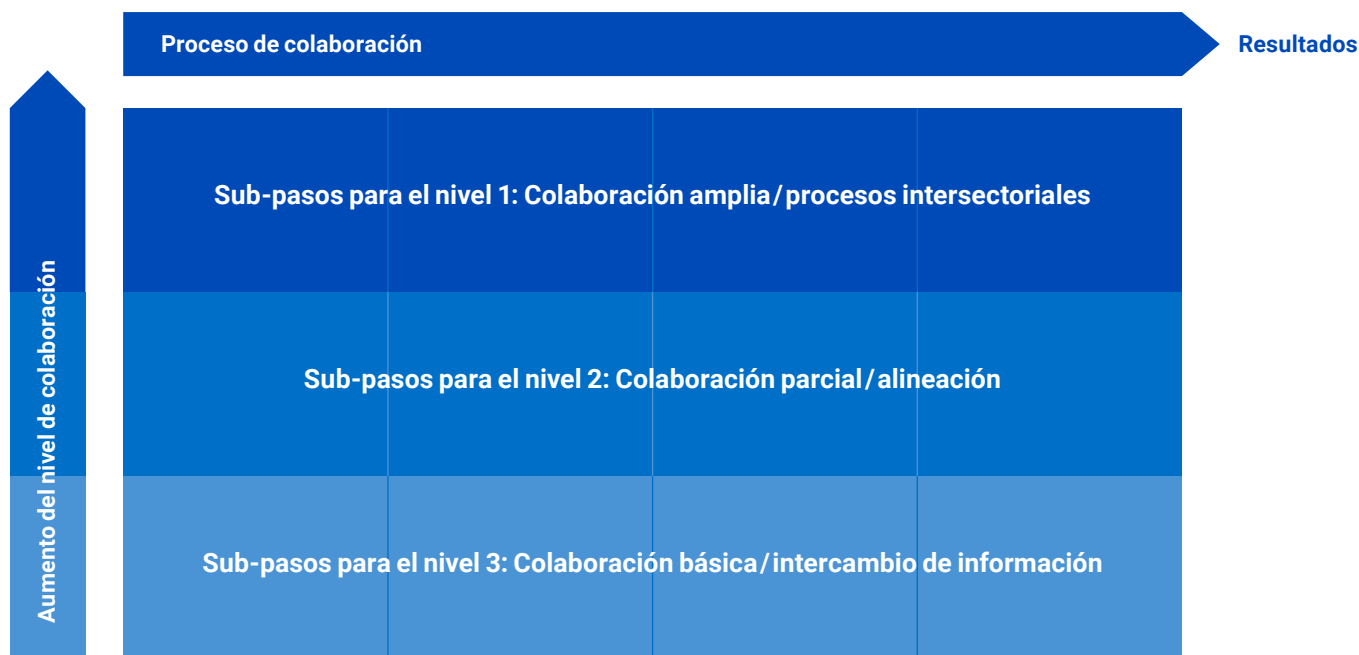 Proceso de colaboración
Resultados
Aumento del nivel de colaboración
Sub-pasos para el nivel 1: Colaboración amplia/procesos intersectoriales
Sub-pasos para el nivel 2: Colaboración parcial/alineación
Sub-pasos para el nivel 3: Colaboración básica/intercambio de información